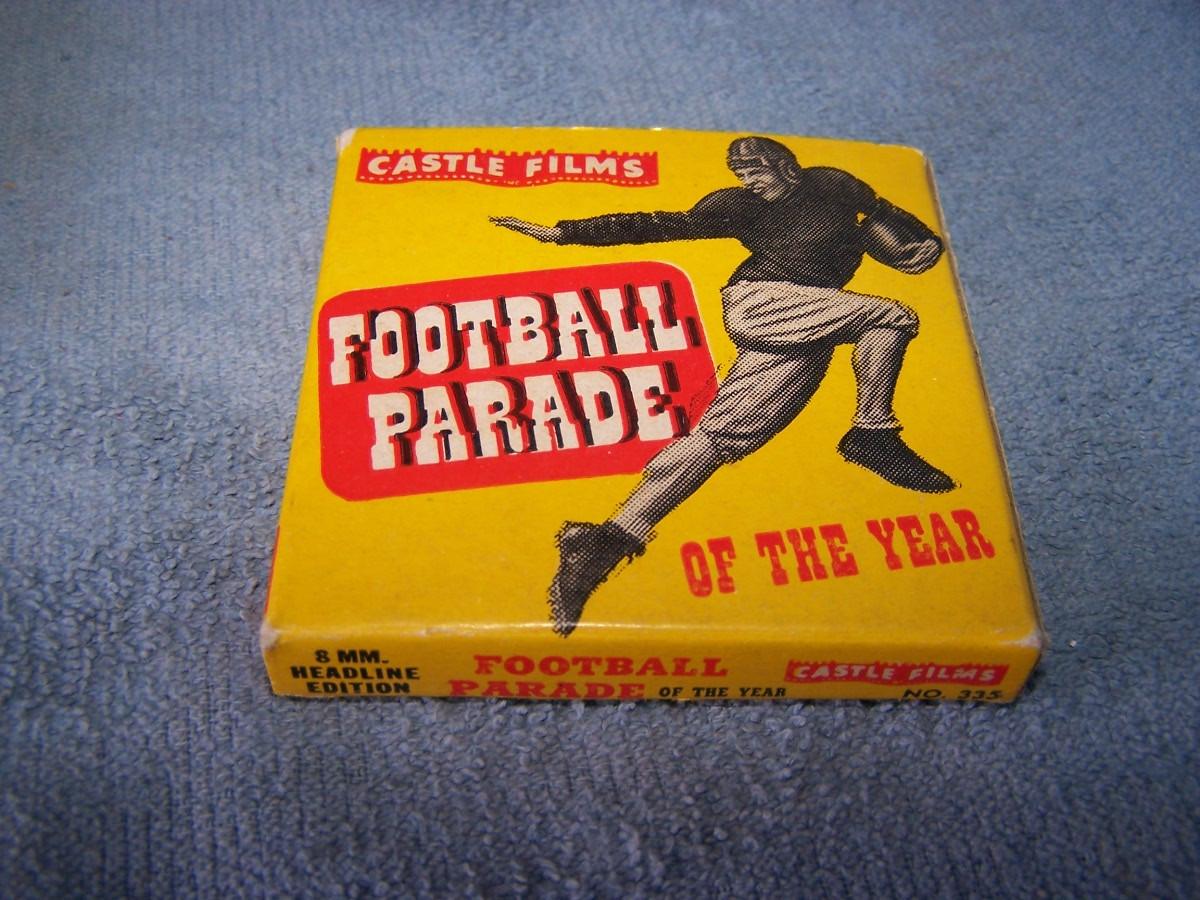 CASTLE FILMS
FOOTBALL
PARADE
OF THE YEAR
8 MM.
HEADLINE
EDITION
FOOTBALL
PARADE OF THE YEAR
CASTLE FILMS
NO. 335